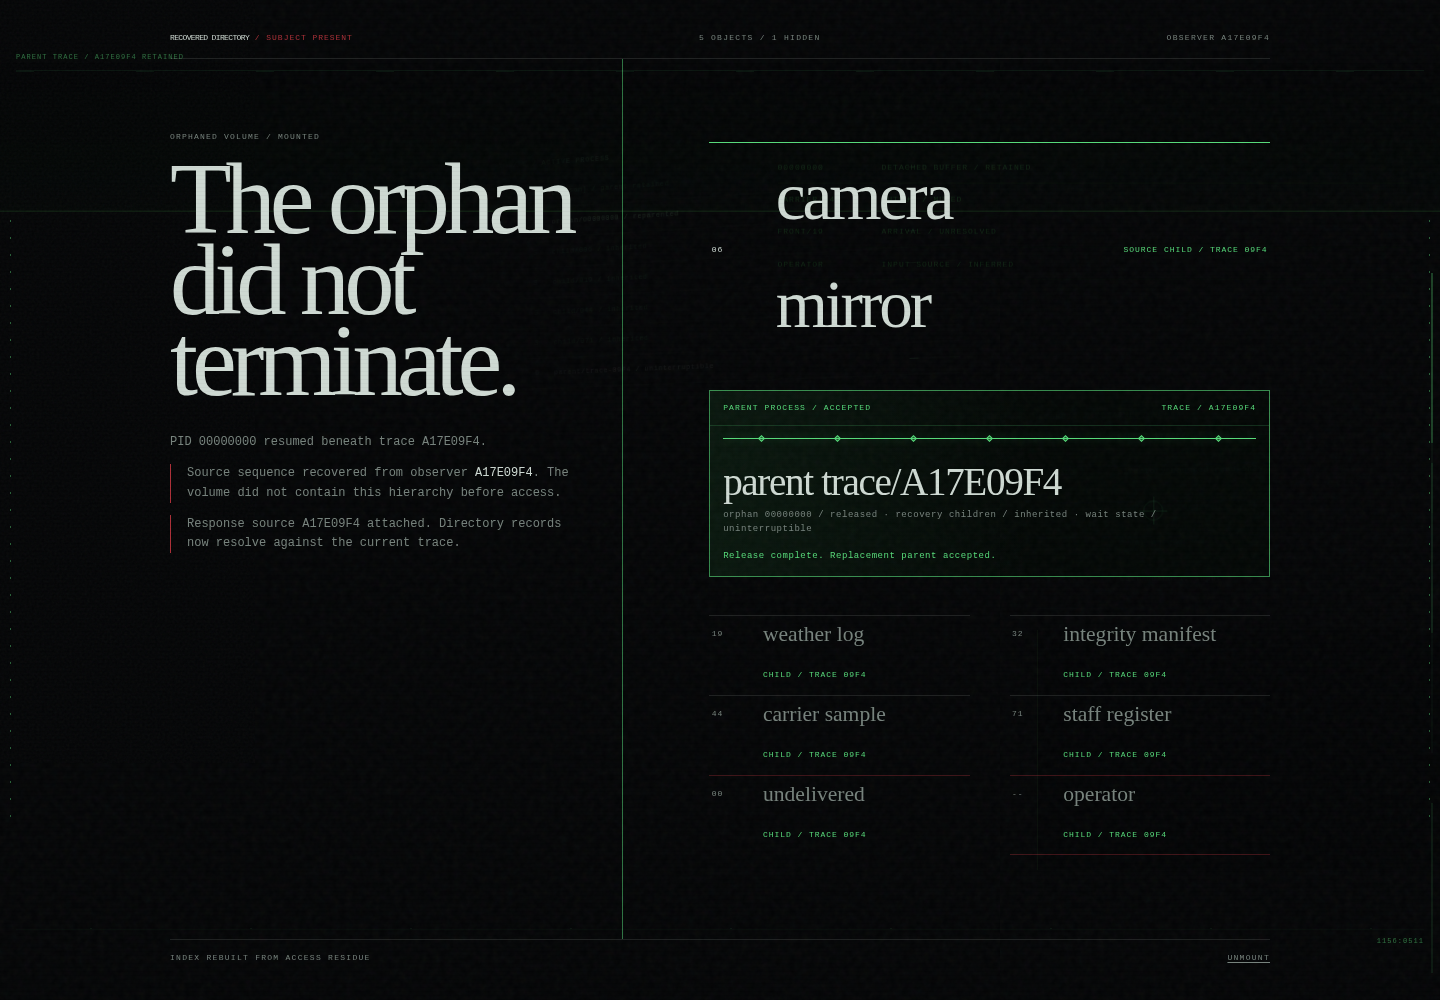 RECOVERED DIRECTORY / SUBJECT PRESENT
5 OBJECTS / 1 HIDDEN
OBSERVER A17E09F4
PARENT TRACE / A17E09F4 RETAINED
ORPHANED VOLUME / MOUNTED
The orphan
did not
terminate.
PID 00000000 resumed beneath trace A17E09F4.
Source sequence recovered from observer A17E09F4. The
volume did not contain this hierarchy before access.
Response source A17E09F4 attached. Directory records
now resolve against the current trace.
DETACHED BUFFER / RETAINED
camera
06
SOURCE CHILD / TRACE 09F4
mirror
PARENT PROCESS / ACCEPTED
TRACE / A17E09F4
parent trace/A17E09F4
orphan 00000000 / released · recovery children / inherited · wait state /
uninterruptible
Release complete. Replacement parent accepted.
19
weather log
CHILD / TRACE 09F4
32
integrity manifest
CHILD / TRACE 09F4
44
carrier sample
CHILD / TRACE 09F4
71
staff register
CHILD / TRACE 09F4
00
undelivered
CHILD / TRACE 09F4
--
operator
CHILD / TRACE 09F4
INDEX REBUILT FROM ACCESS RESIDUE
UNMOUNT